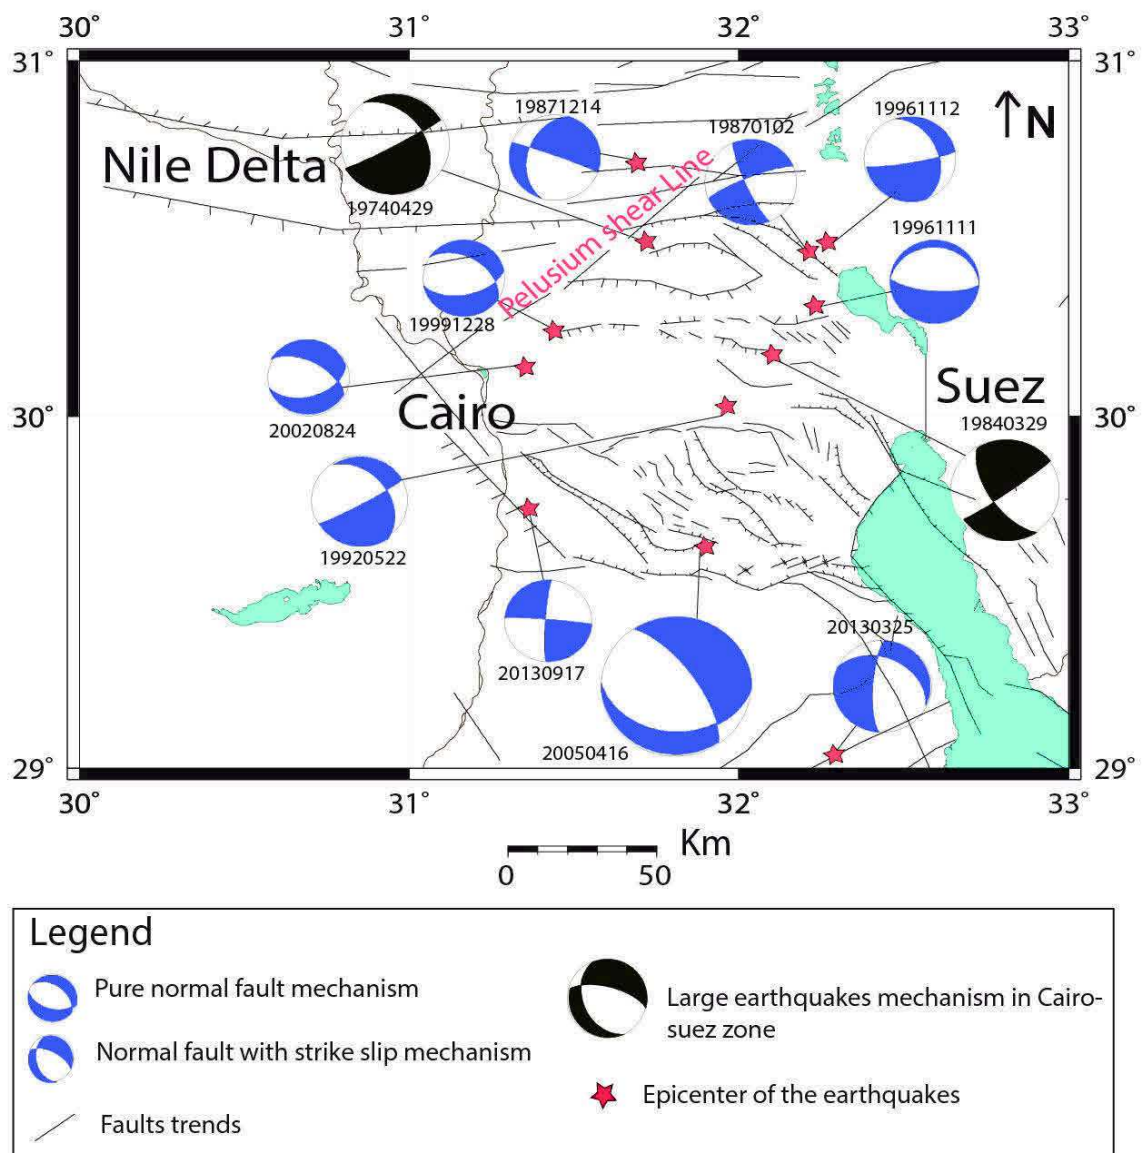 30° 31° 32° 33°
31° 31°
19871214
19961112
19870102
N
Nile Delta
19740429
Pelusium shear Line
19961111
19991228
Suez
30° Cairo 30°
20020824
19840329
19920522
20130325
20130917
20050416
29° 29°
30° 31° 32° 33°
Km
0 50
Legend
Pure normal fault mechanism
Large earthquakes mechanism in Cairo-
suez zone
Normal fault with strike slip mechanism
Epicenter of the earthquakes
Faults trends